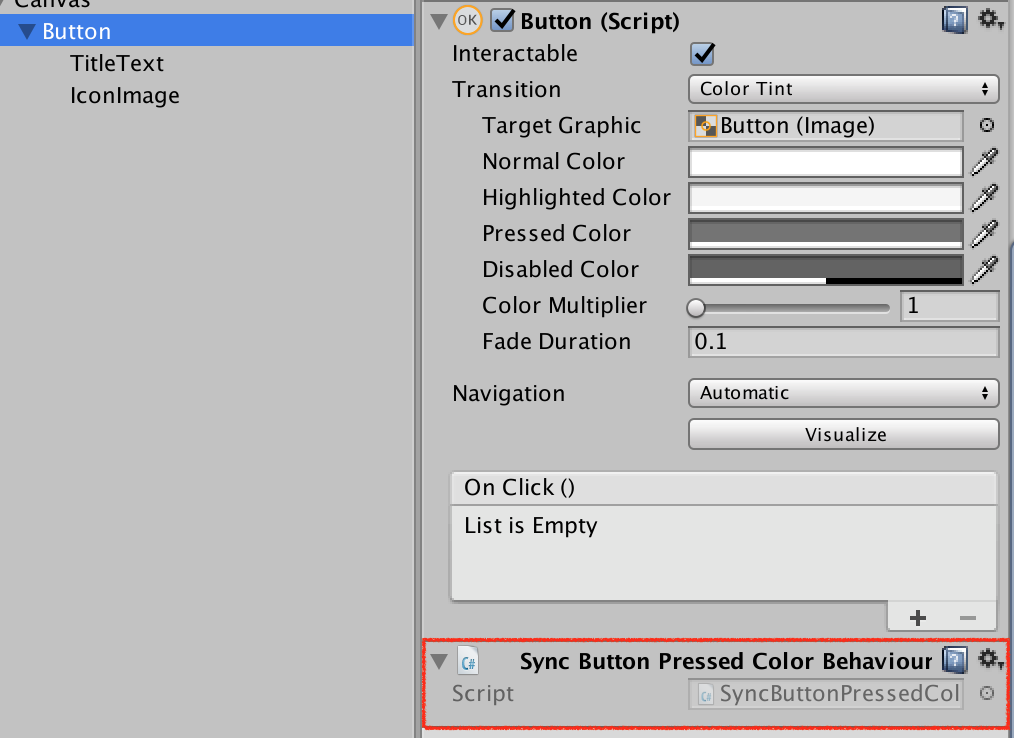 Canvas
Button
TitleText
IconImage
OK Button (Script)
Interactable
Transition Color Tint
Target Graphic Button (Image)
Normal Color
Highlighted Color
Pressed Color
Disabled Color
Color Multiplier 1
Fade Duration 0.1
Navigation Automatic
Visualize
On Click ()
List is Empty
+ −
C# Sync Button Pressed Color Behaviour
Script SyncButtonPressedCol